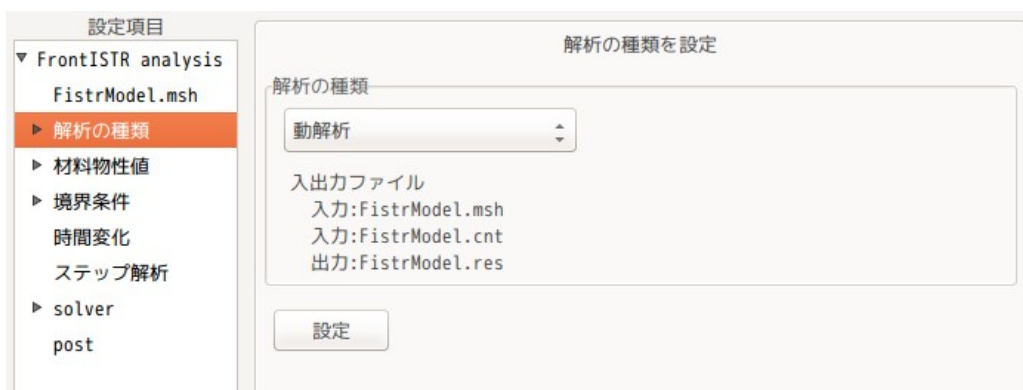 設定項目
FrontISTR analysis
FistrModel.msh
解析の種類
材料物性値
境界条件
時間変化
ステップ解析
solver
post
解析の種類を設定
解析の種類
動解析
入出力ファイル
入力:FistrModel.msh
入力:FistrModel.cnt
出力:FistrModel.res
設定